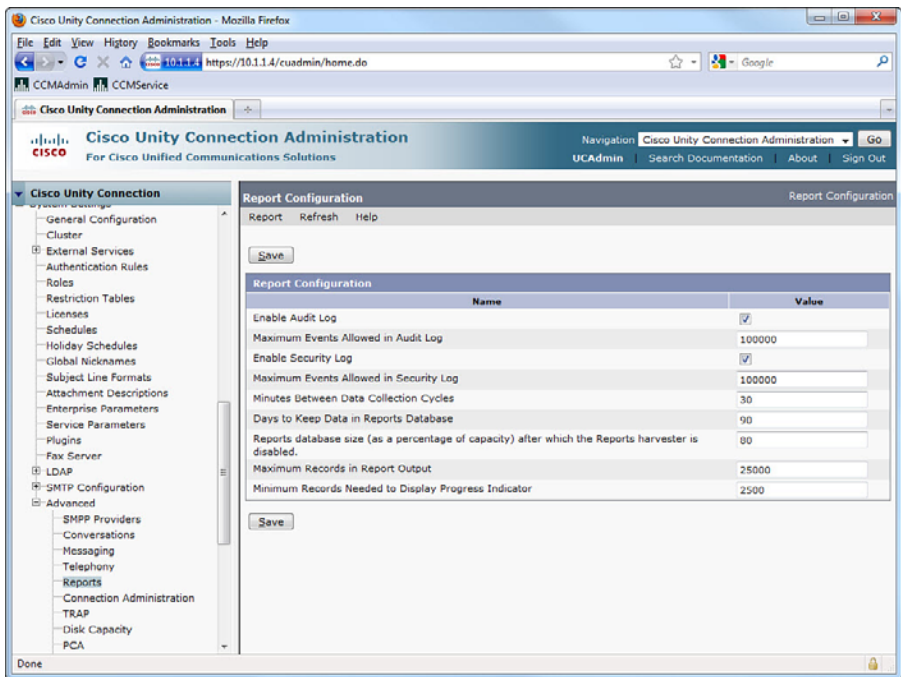 Cisco Unity Connection Administration - Mozilla Firefox
File Edit View History Bookmarks Tools Help
10.1.1.4 https://10.1.1.4/cuadmin/home.do
Google
CCMAdmin CCMService
Cisco Unity Connection Administration
CISCO
Cisco Unity Connection Administration
For Cisco Unified Communications Solutions
Navigation Cisco Unity Connection Administration Go
UCAdmin Search Documentation About Sign Out
Cisco Unity Connection
System Settings
General Configuration
Cluster
External Services
Authentication Rules
Roles
Restriction Tables
Licenses
Schedules
Holiday Schedules
Global Nicknames
Subject Line Formats
Attachment Descriptions
Enterprise Parameters
Service Parameters
Plugins
Fax Server
LDAP
SMTP Configuration
Advanced
SMPP Providers
Conversations
Messaging
Telephony
Reports
Connection Administration
TRAP
Disk Capacity
PCA
Report Configuration
Report Configuration
Report Refresh Help
Save
Report Configuration
Name Value
Enable Audit Log
Maximum Events Allowed in Audit Log 100000
Enable Security Log
Maximum Events Allowed in Security Log 100000
Minutes Between Data Collection Cycles 30
Days to Keep Data in Reports Database 90
Reports database size (as a percentage of capacity) after which the Reports harvester is 80
disabled.
Maximum Records in Report Output 25000
Minimum Records Needed to Display Progress Indicator 2500
Save
Done